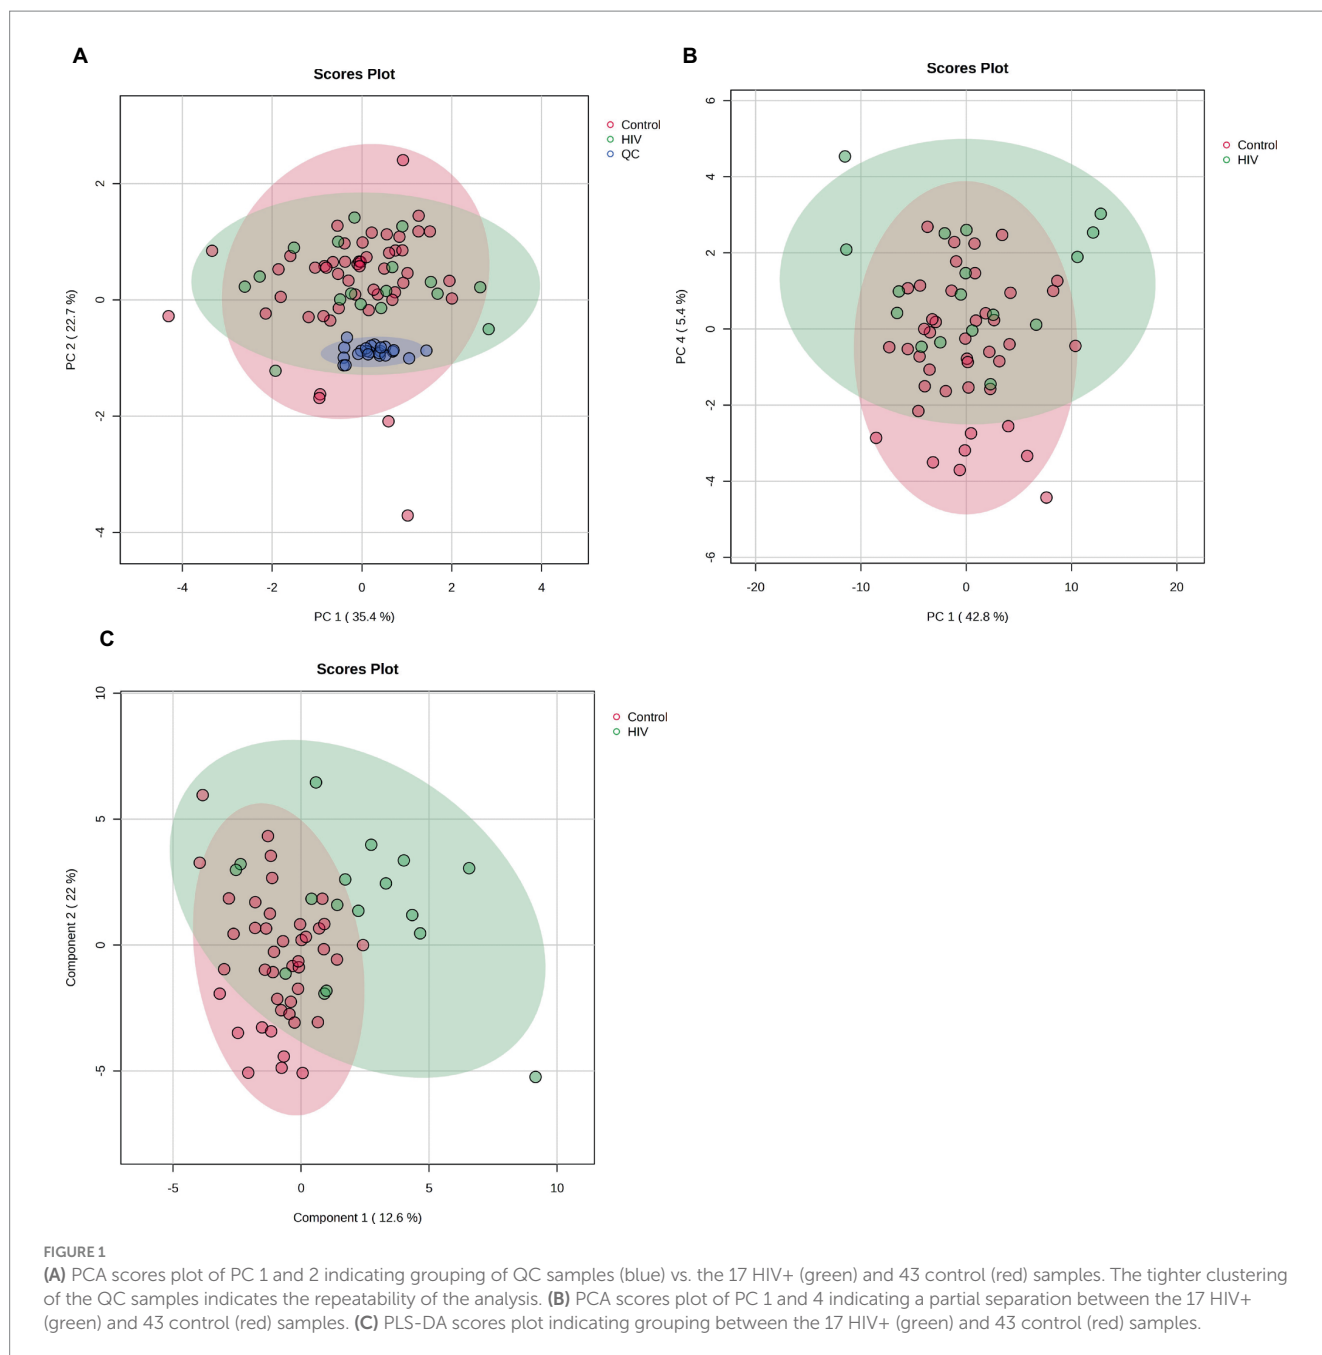 A
Scores Plot
Control
HIV
QC
PC 2 ( 22.7 %)
2
0
-2
-4
-4
-2
0
2
4
PC 1 ( 35.4 %)
B
Scores Plot
Control
HIV
PC 4 ( 5.4 %)
6
4
2
0
-2
-4
-6
-20
-10
0
10
20
PC 1 ( 42.8 %)
C
Scores Plot
Control
HIV
Component 2 ( 22 %)
10
5
0
-5
-5
0
5
10
Component 1 ( 12.6 %)
FIGURE 1
(A) PCA scores plot of PC 1 and 2 indicating grouping of QC samples (blue) vs. the 17 HIV+ (green) and 43 control (red) samples. The tighter clustering
of the QC samples indicates the repeatability of the analysis. (B) PCA scores plot of PC 1 and 4 indicating a partial separation between the 17 HIV+
(green) and 43 control (red) samples. (C) PLS-DA scores plot indicating grouping between the 17 HIV+ (green) and 43 control (red) samples.